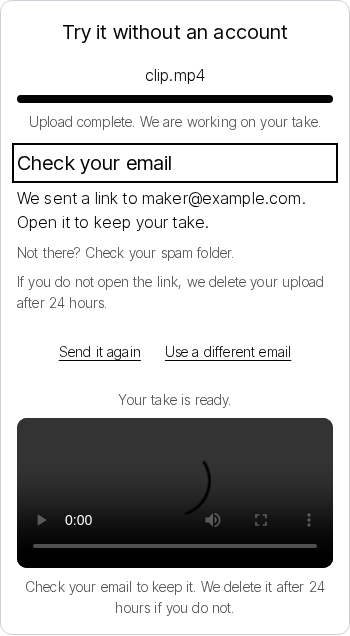 Try it without an account
clip.mp4
Upload complete. We are working on your take.
Check your email
We sent a link to maker@example.com.
Open it to keep your take.
Not there? Check your spam folder.
If you do not open the link, we delete your upload
after 24 hours.
Send it again Use a different email
Your take is ready.
0:00
Check your email to keep it. We delete it after 24
hours if you do not.